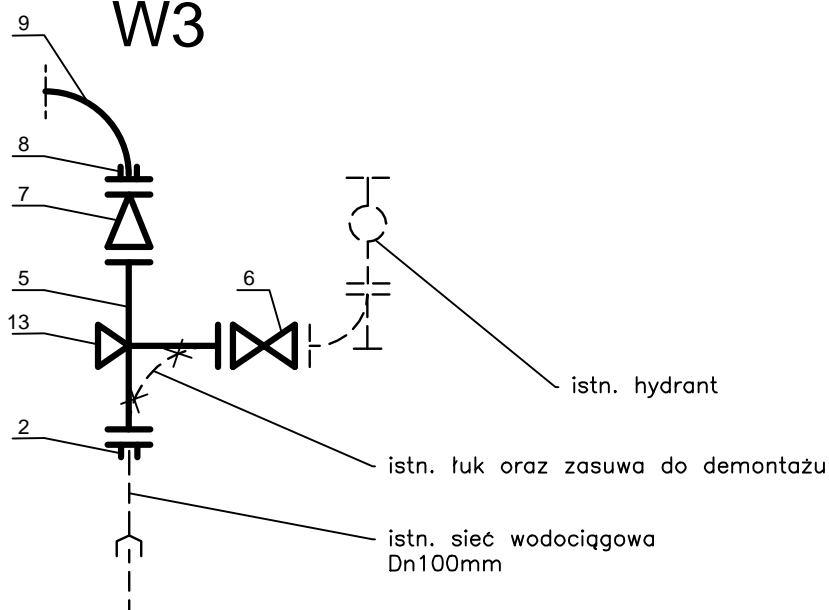 W3
9
8
7
5
6
13
2
istn. hydrant
istn. łuk oraz zasuwa do demontażu
istn. sieć wodociągowa
Dn100mm